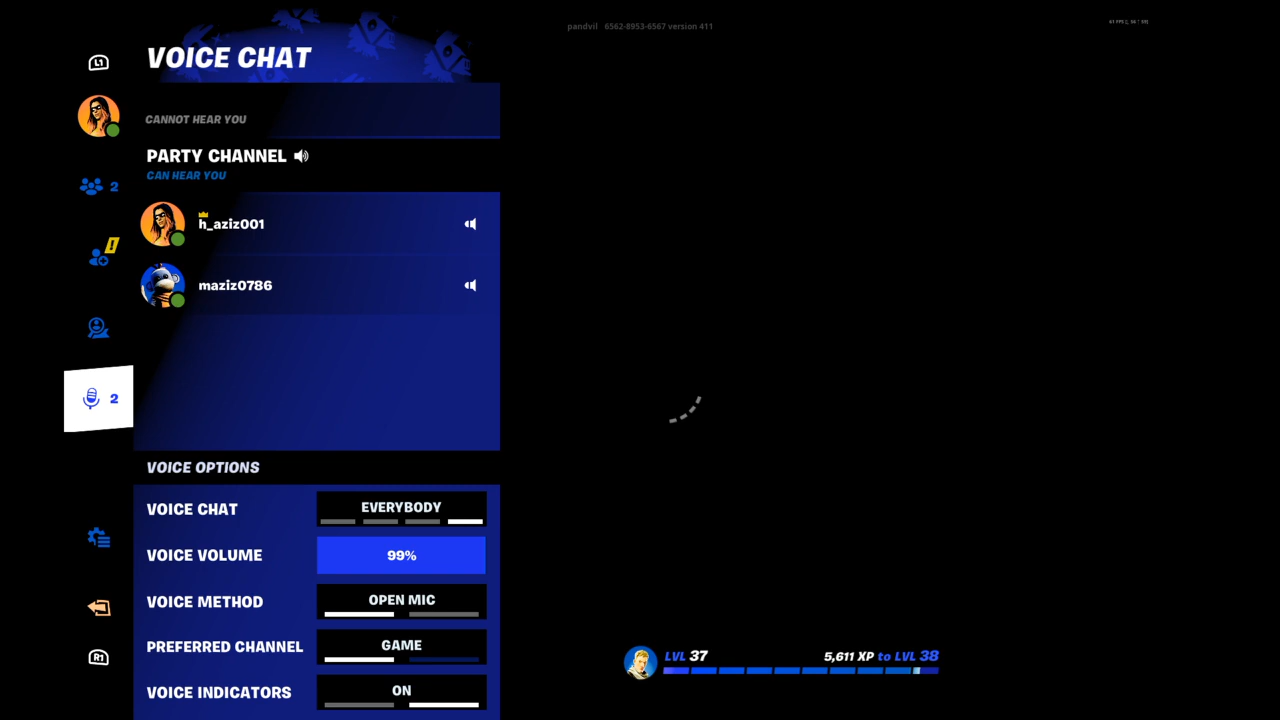 pandvil 6562-8953-6567 version 411
L1
VOICE CHAT
CANNOT HEAR YOU
PARTY CHANNEL
CAN HEAR YOU
2
h_aziz001
!
maziz0786
2
VOICE OPTIONS
VOICE CHAT EVERYBODY
VOICE VOLUME 99%
VOICE METHOD OPEN MIC
PREFERRED CHANNEL GAME
R1
VOICE INDICATORS ON
LVL 37 5,611 XP to LVL 38